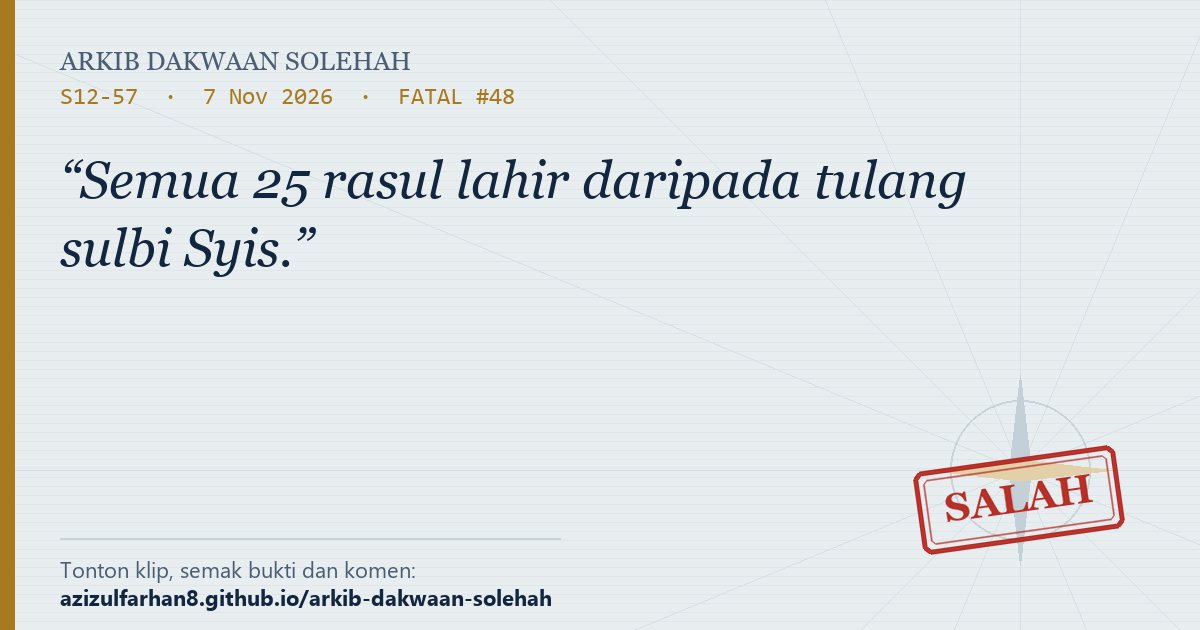 ARKIB DAKWAAN SOLEHAH
S12-57 · 7 Nov 2026 · FATAL #48
“Semua 25 rasul lahir daripada tulang
sulbi Syis.”
SALAH
Tonton klip, semak bukti dan komen:
azizulfarhan8.github.io/arkib-dakwaan-solehah